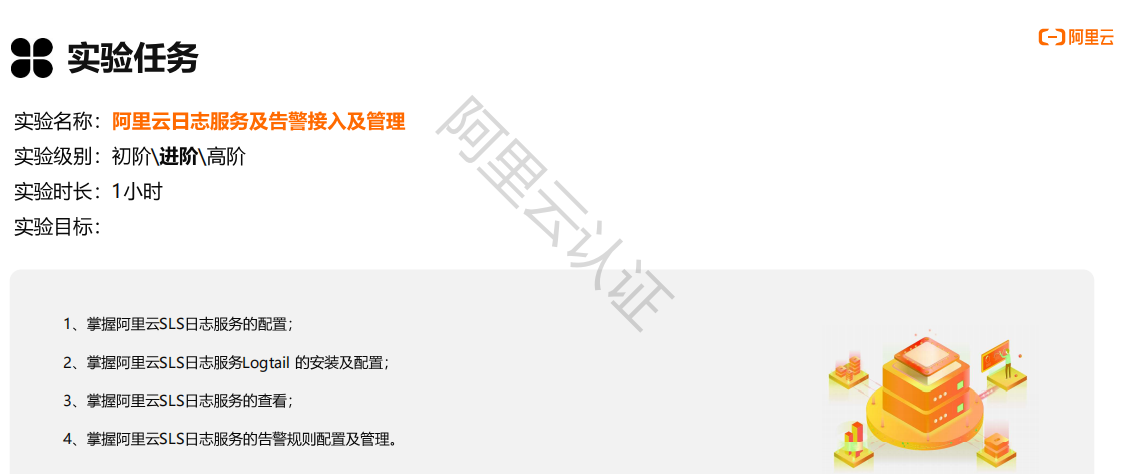 实验任务
阿里云
实验名称：阿里云日志服务及告警接入及管理
实验级别：初阶\进阶\高阶
实验时长：1小时
实验目标：
阿里云认证
1、掌握阿里云SLS日志服务的配置；
2、掌握阿里云SLS日志服务Logtail 的安装及配置；
3、掌握阿里云SLS日志服务的查看；
4、掌握阿里云SLS日志服务的告警规则配置及管理。